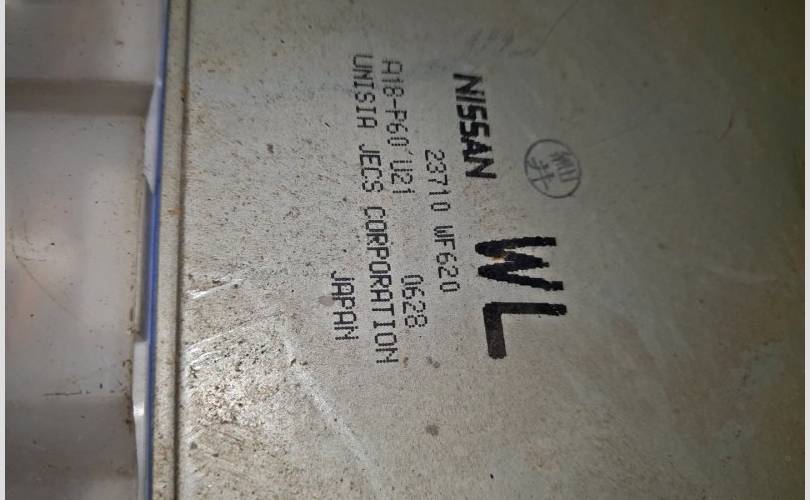 NISSAN
23710 WF620
WL
A18-P60 U21 0628
UNISIA JECS CORPORATION
JAPAN